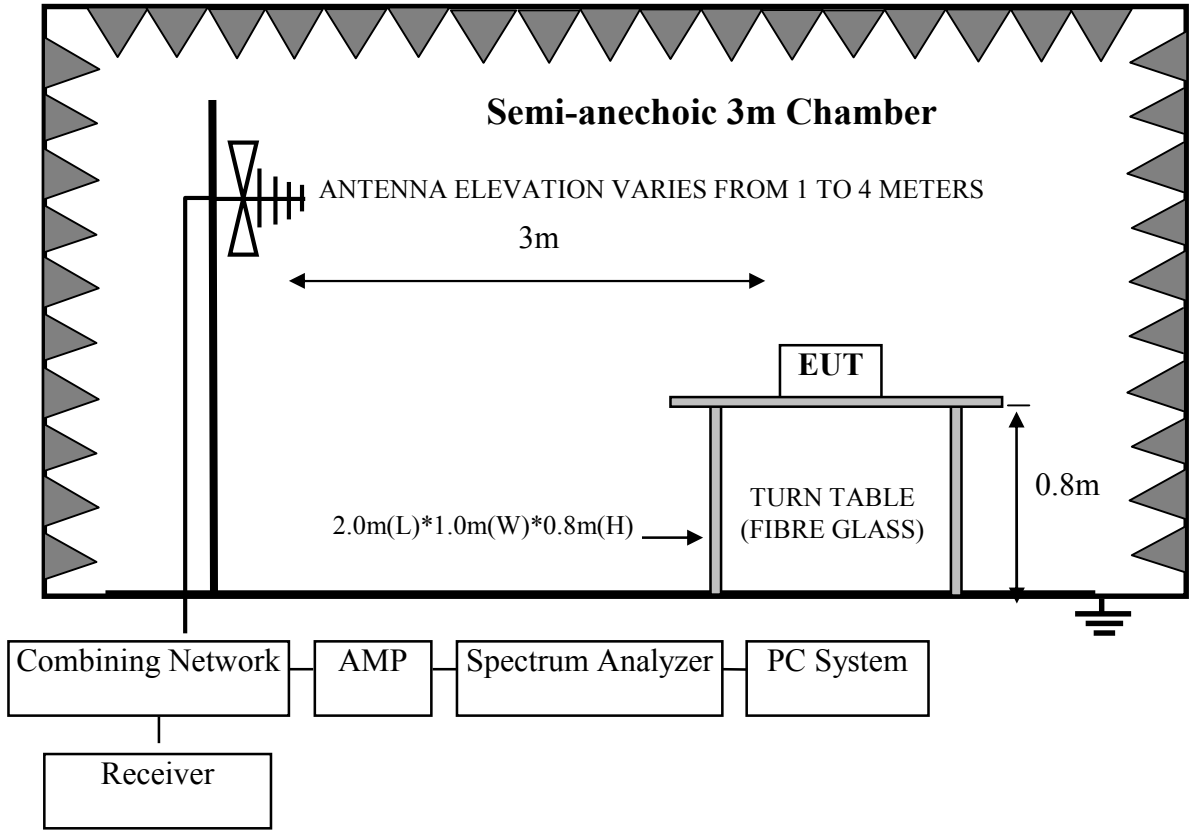 Semi-anechoic 3m Chamber
ANTENNA ELEVATION VARIES FROM 1 TO 4 METERS
3m
EUT
0.8m
TURN TABLE
(FIBRE GLASS)
2.0m(L)*1.0m(W)*0.8m(H)
Combining Network
AMP
Spectrum Analyzer
PC System
Receiver